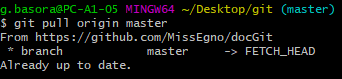 g.basora@PC-A1-05 MINGW64 ~/Desktop/git (master)
$ git pull origin master
From https://github.com/MissEgno/docGit
 * branch            master     -> FETCH_HEAD
Already up to date.